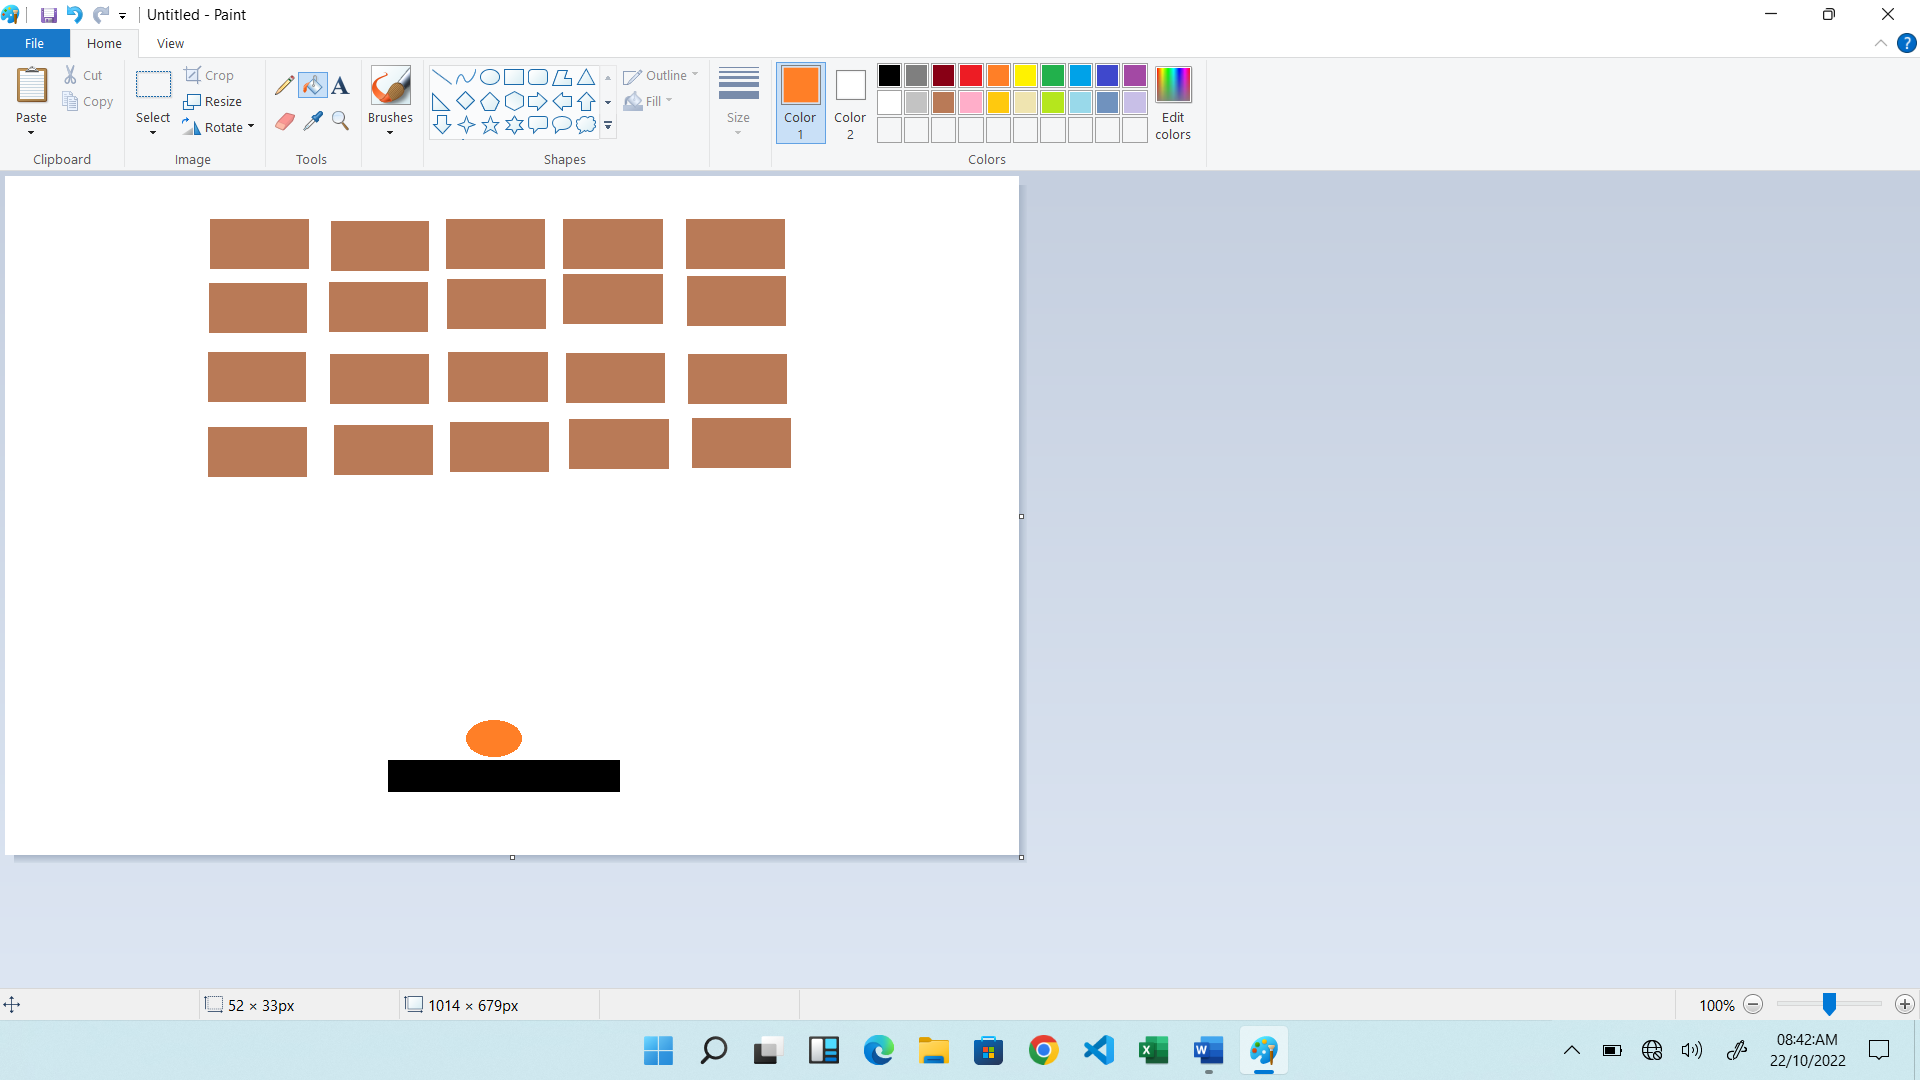 Untitled - Paint
File
Home
View
Paste
Cut
Copy
Clipboard
Select
Crop
Resize
Rotate
Image
A
Tools
Brushes
Outline
Fill
Shapes
Size
Color 1
Color 2
Edit colors
Colors
52 × 33px
1014 × 679px
100%
08:42:AM
22/10/2022